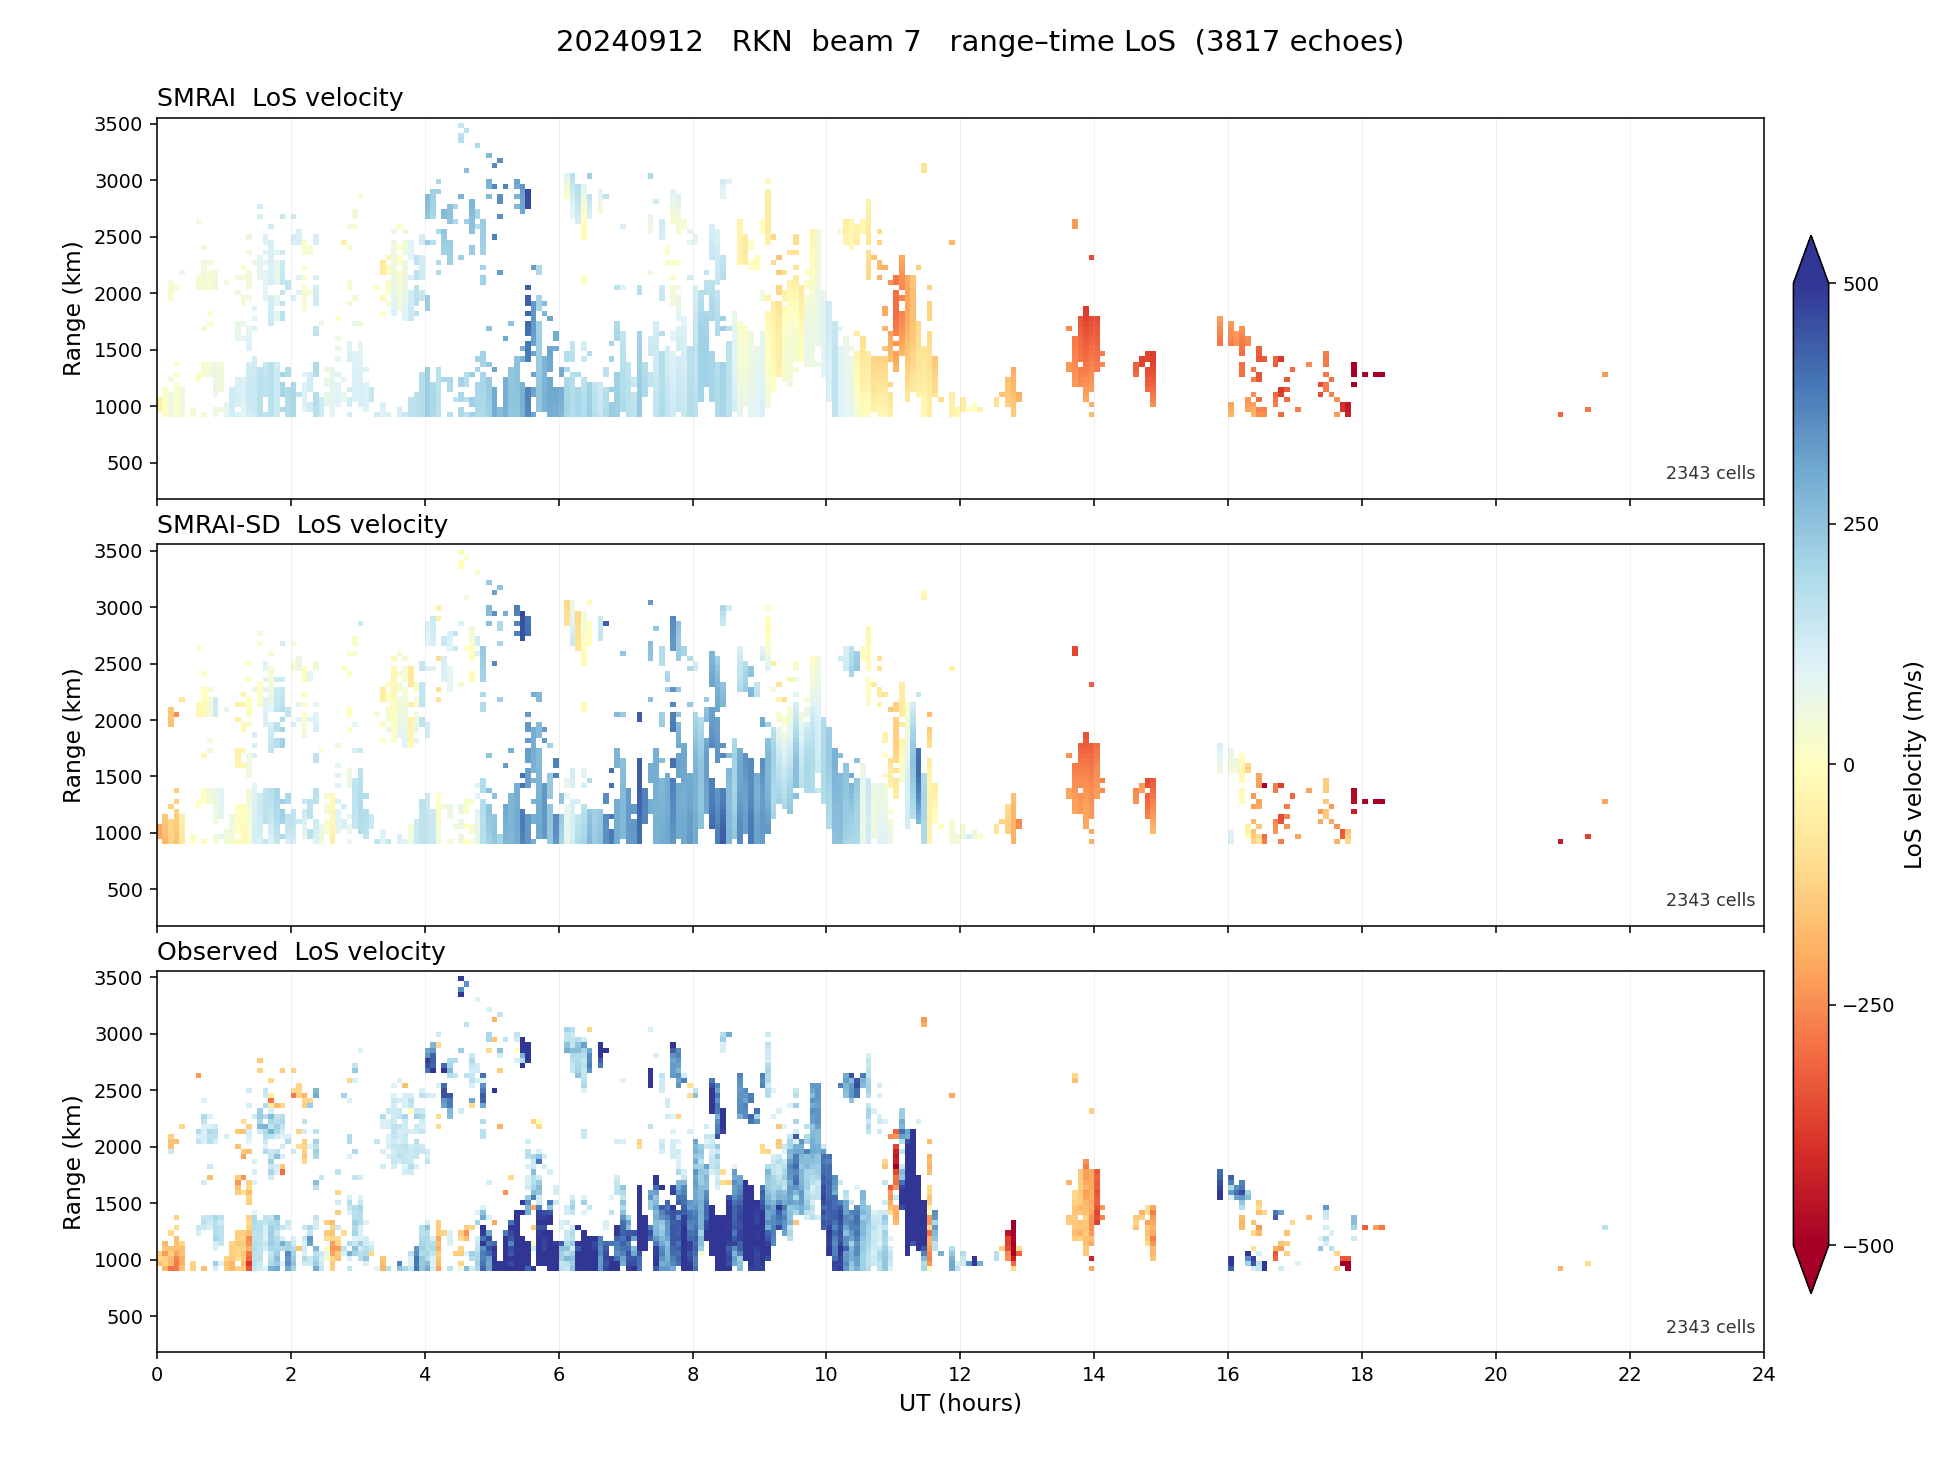 20240912   RKN  beam 7   range–time LoS  (3817 echoes)
SMRAI  LoS velocity
3500
3000
2500
2000
1500
1000
500
Range (km)
2343 cells
SMRAI-SD  LoS velocity
3500
3000
2500
2000
1500
1000
500
Range (km)
2343 cells
Observed  LoS velocity
3500
3000
2500
2000
1500
1000
500
Range (km)
2343 cells
0 2 4 6 8 10 12 14 16 18 20 22 24
UT (hours)
500
250
0
−250
−500
LoS velocity (m/s)